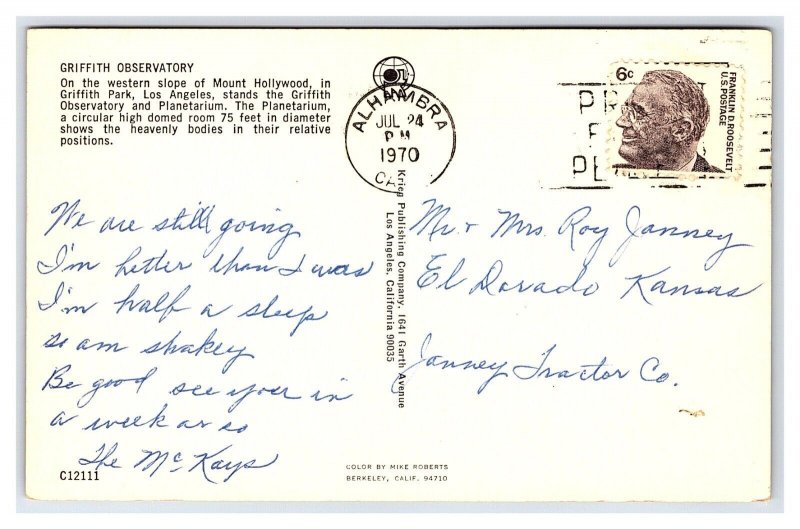 GRIFFITH OBSERVATORY
On the western slope of Mount Hollywood, in
Griffith Park, Los Angeles, stands the Griffith
Observatory and Planetarium. The Planetarium,
a circular high domed room 75 feet in diameter
shows the heavenly bodies in their relative
positions.
ALHAMBRA
JUL 24
PM
1970
6c
FRANKLIN D. ROOSEVELT
U.S. POSTAGE
We are still going
I'm better than I was
I'm half a sleep
so am shakey
Be good see you in
a week or so
The McKays
C12111
Krieg Publishing Company, 1641 Garth Avenue
Los Angeles, California 90035
Mr + Mrs Roy Janney
El Dorado Kansas
Janney Tractor Co.
COLOR BY MIKE ROBERTS
BERKELEY, CALIF. 94710